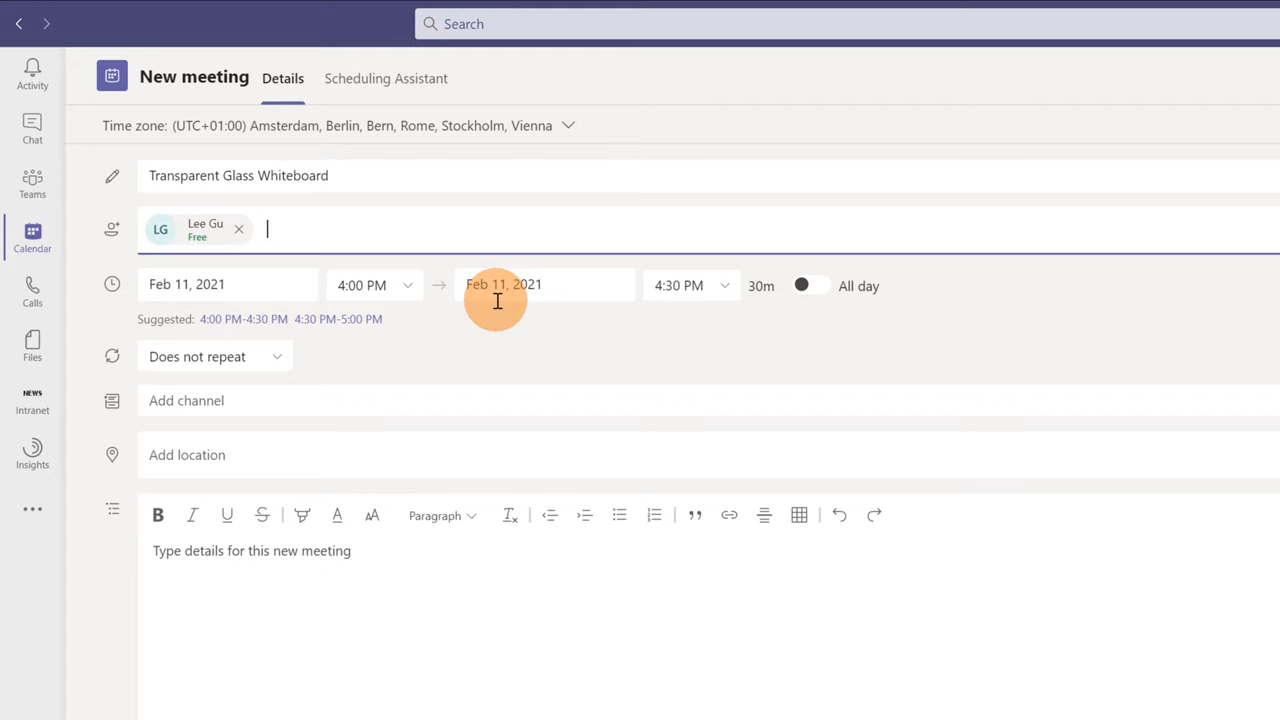 Search
Activity
Chat
Teams
Calendar
Calls
Files
NEWS
Intranet
Insights
New meeting Details Scheduling Assistant
Time zone: (UTC+01:00) Amsterdam, Berlin, Bern, Rome, Stockholm, Vienna
Transparent Glass Whiteboard
LG Lee Gu
Free
Feb 11, 2021 4:00 PM Feb 11, 2021 4:30 PM 30m All day
Suggested: 4:00 PM-4:30 PM 4:30 PM-5:00 PM
Does not repeat
Add channel
Add location
B I U S A AA Paragraph Tx
Type details for this new meeting